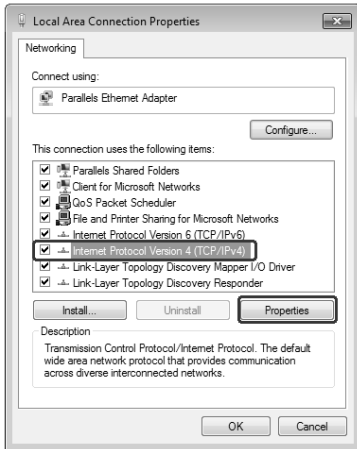 Local Area Connection Properties
Networking
Connect using:
Parallels Ethernet Adapter
Configure...
This connection uses the following items:
Parallels Shared Folders
Client for Microsoft Networks
QoS Packet Scheduler
File and Printer Sharing for Microsoft Networks
Internet Protocol Version 6 (TCP/IPv6)
Internet Protocol Version 4 (TCP/IPv4)
Link-Layer Topology Discovery Mapper I/O Driver
Link-Layer Topology Discovery Responder
Install... Uninstall Properties
Description
Transmission Control Protocol/Internet Protocol. The default
wide area network protocol that provides communication
across diverse interconnected networks.
OK Cancel